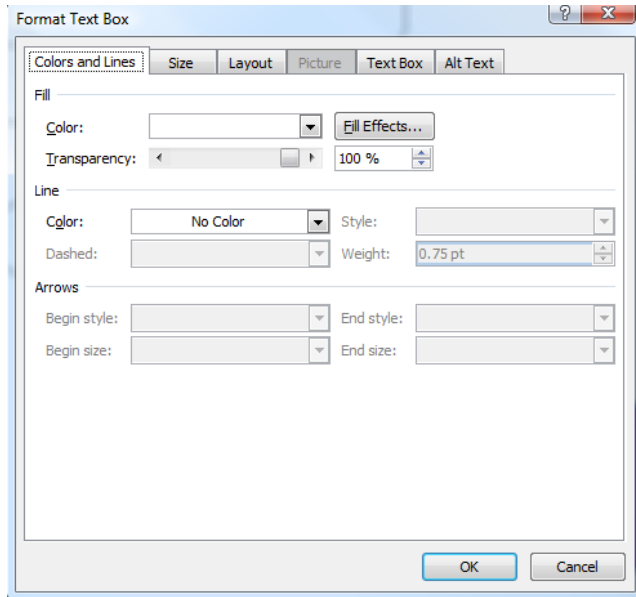 Format Text Box
Colors and Lines Size Layout Picture Text Box Alt Text
Fill
Color: Fill Effects...
Transparency: 100 %
Line
Color: No Color Style:
Dashed: Weight: 0.75 pt
Arrows
Begin style: End style:
Begin size: End size:
OK Cancel